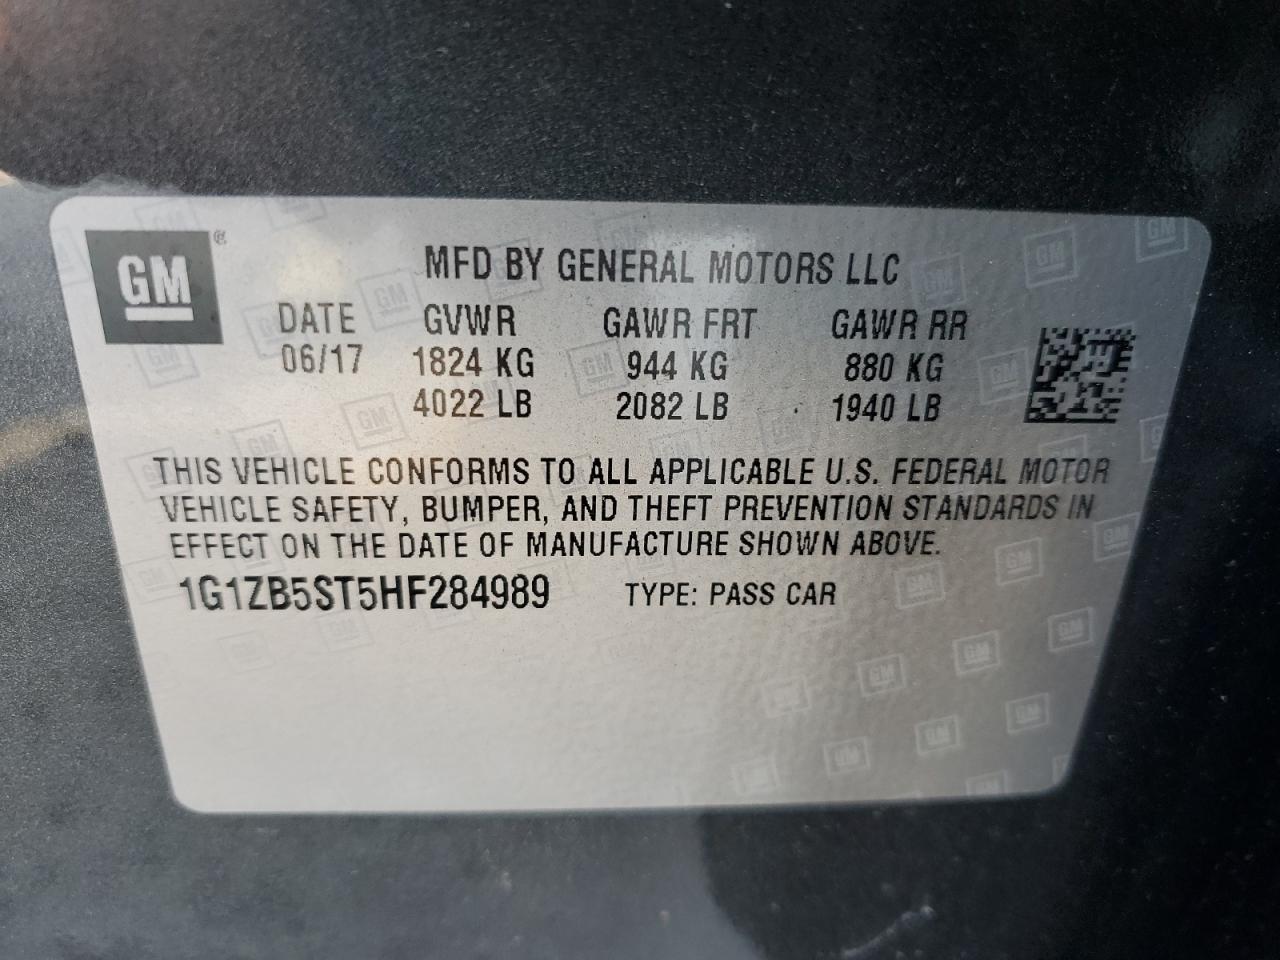 GM
MFD BY GENERAL MOTORS LLC
DATE GVWR GAWR FRT GAWR RR
06/17 1824 KG 944 KG 880 KG
4022 LB 2082 LB 1940 LB
THIS VEHICLE CONFORMS TO ALL APPLICABLE U.S. FEDERAL MOTOR
VEHICLE SAFETY, BUMPER, AND THEFT PREVENTION STANDARDS IN
EFFECT ON THE DATE OF MANUFACTURE SHOWN ABOVE.
1G1ZB5ST5HF284989 TYPE: PASS CAR